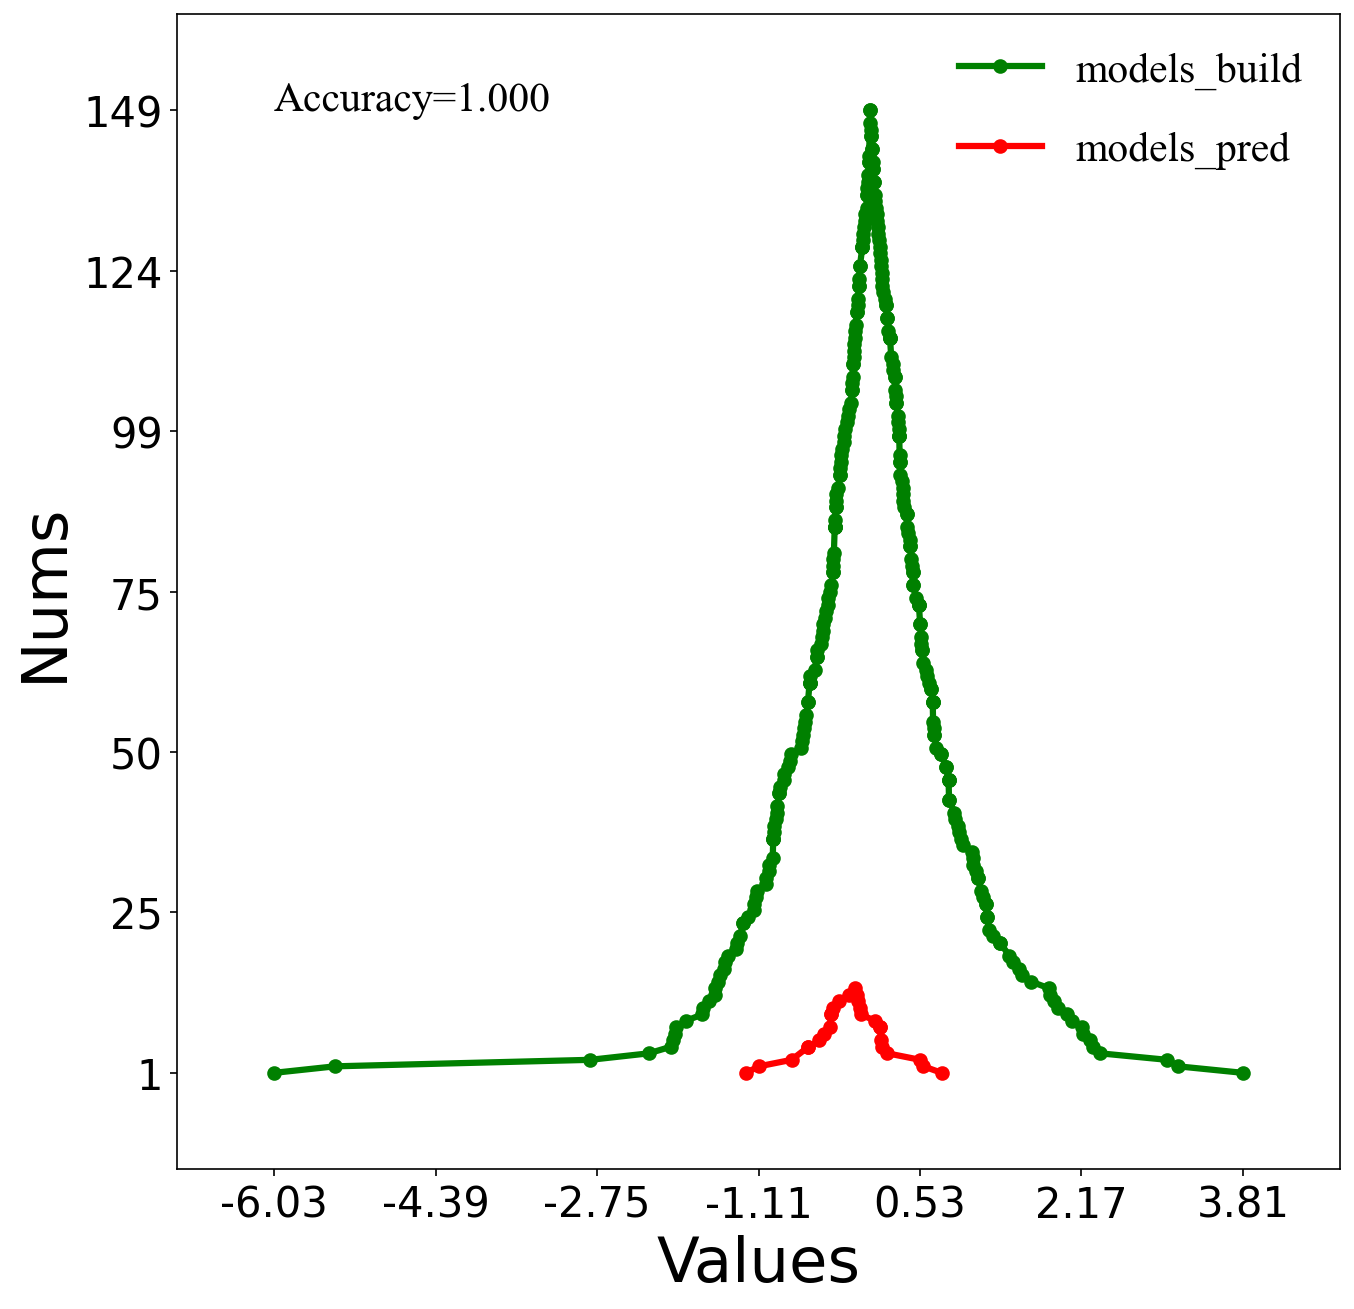 Accuracy=1.000
models_build
models_pred
149
124
99
75
50
25
1
Nums
-6.03 -4.39 -2.75 -1.11 0.53 2.17 3.81
Values